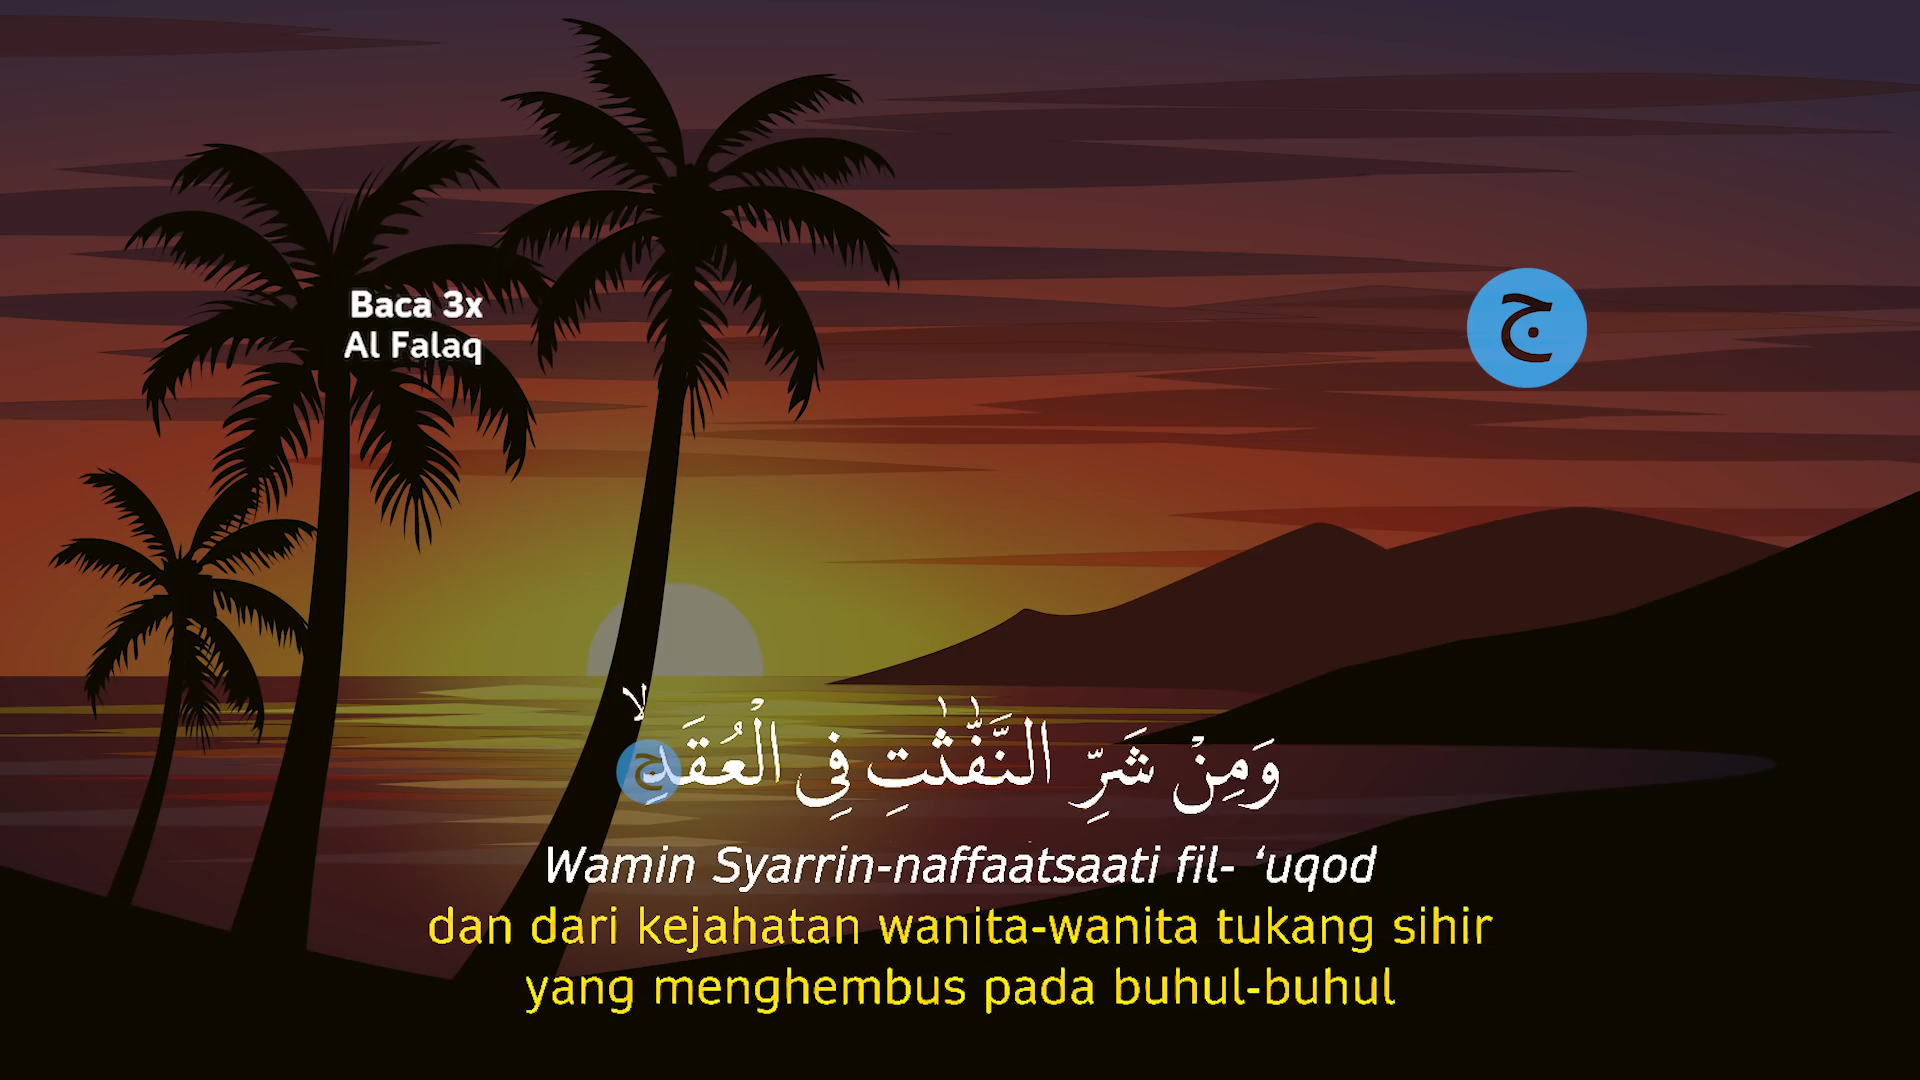 Baca 3x
Al Falaq
ج
وَمِنْ شَرِّ النَّفّٰثٰتِ فِى الْعُقَدِۙ
ج
Wamin Syarrin-naffaatsaati fil- ‘uqod
dan dari kejahatan wanita-wanita tukang sihir
yang menghembus pada buhul-buhul